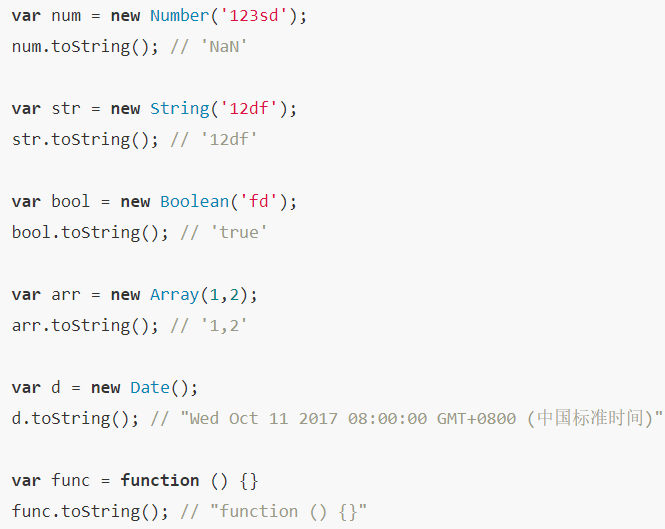 var num = new Number('123sd');
num.toString(); // 'NaN'
var str = new String('12df');
str.toString(); // '12df'
var bool = new Boolean('fd');
bool.toString(); // 'true'
var arr = new Array(1,2);
arr.toString(); // '1,2'
var d = new Date();
d.toString(); // "Wed Oct 11 2017 08:00:00 GMT+0800 (中国标准时间)"
var func = function () {}
func.toString(); // "function () {}"